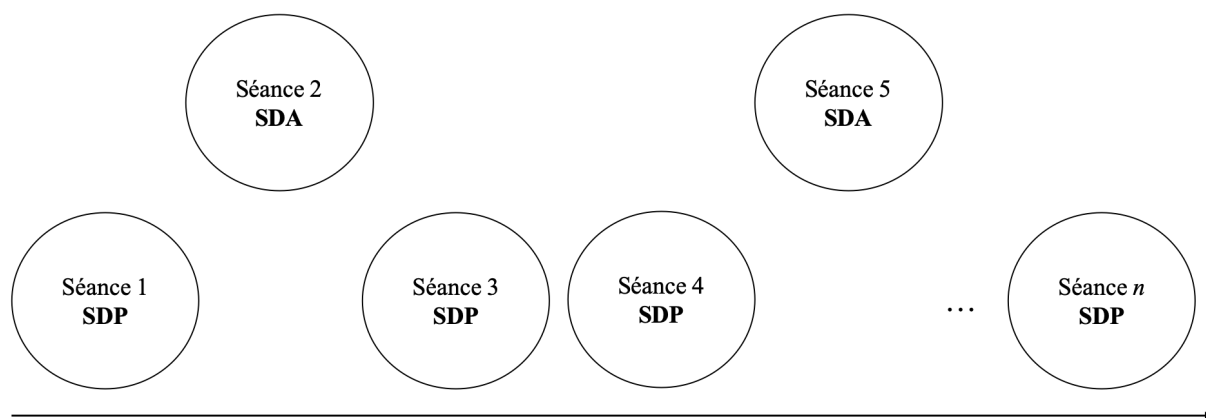 Séance 2
SDA
Séance 5
SDA
Séance 1
SDP
Séance 3
SDP
Séance 4
SDP
...
Séance n
SDP